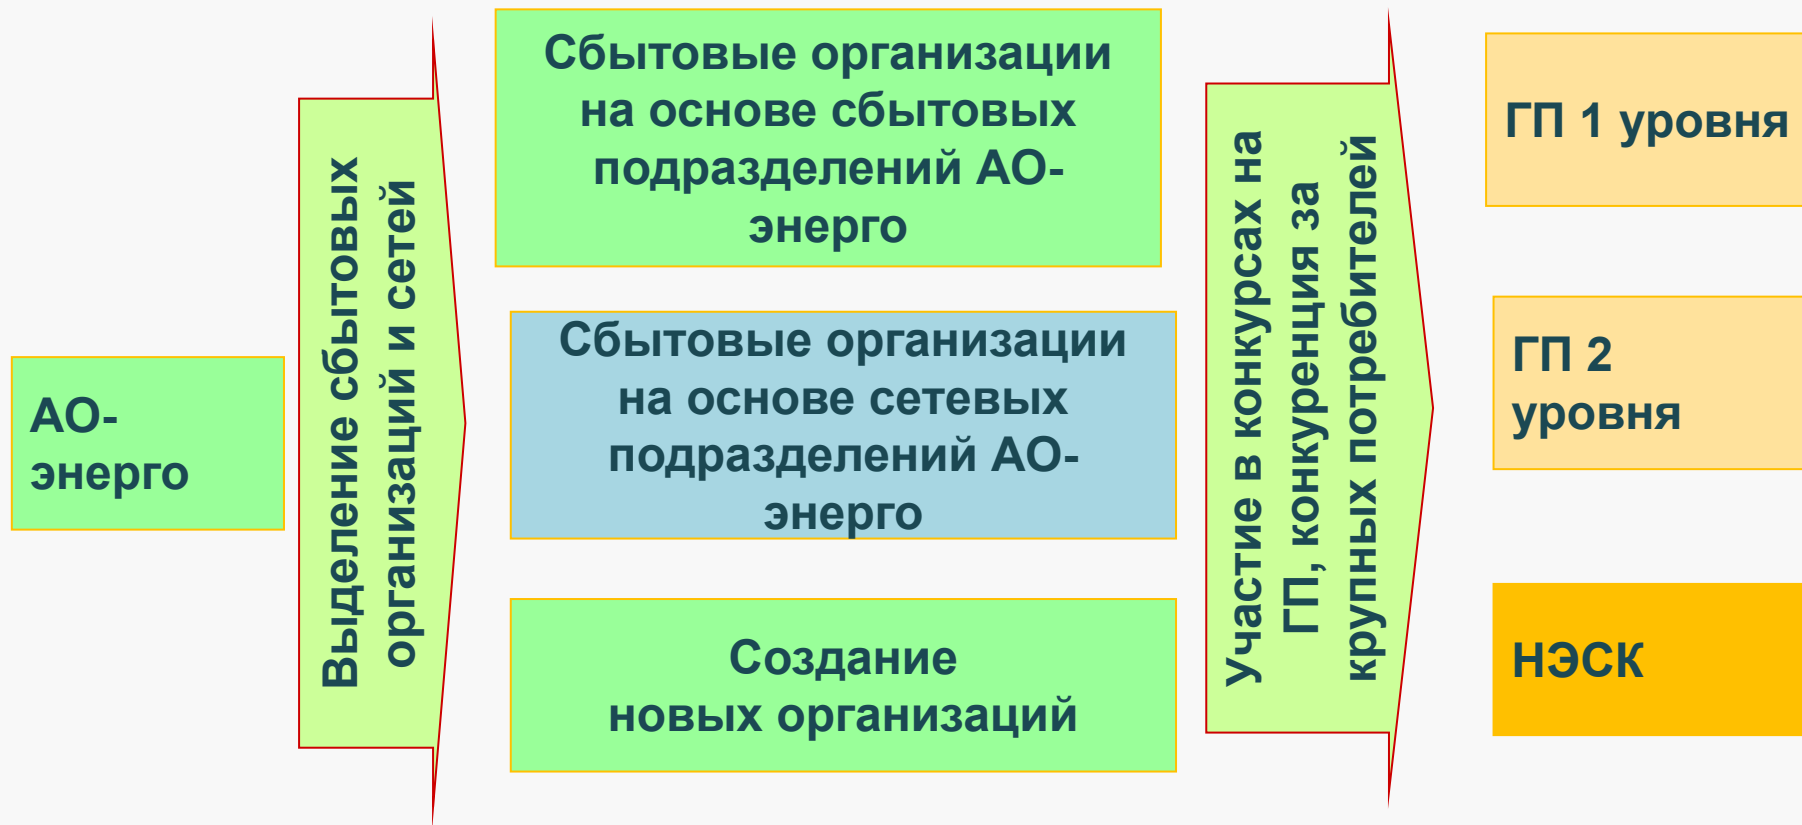 АО-
энерго
Выделение сбытовых
организаций и сетей
Сбытовые организации
на основе сбытовых
подразделений АО-
энерго
Сбытовые организации
на основе сетевых
подразделений АО-
энерго
Создание
новых организаций
Участие в конкурсах на
ГП, конкуренция за
крупных потребителей
ГП 1 уровня
ГП 2
уровня
НЭСК